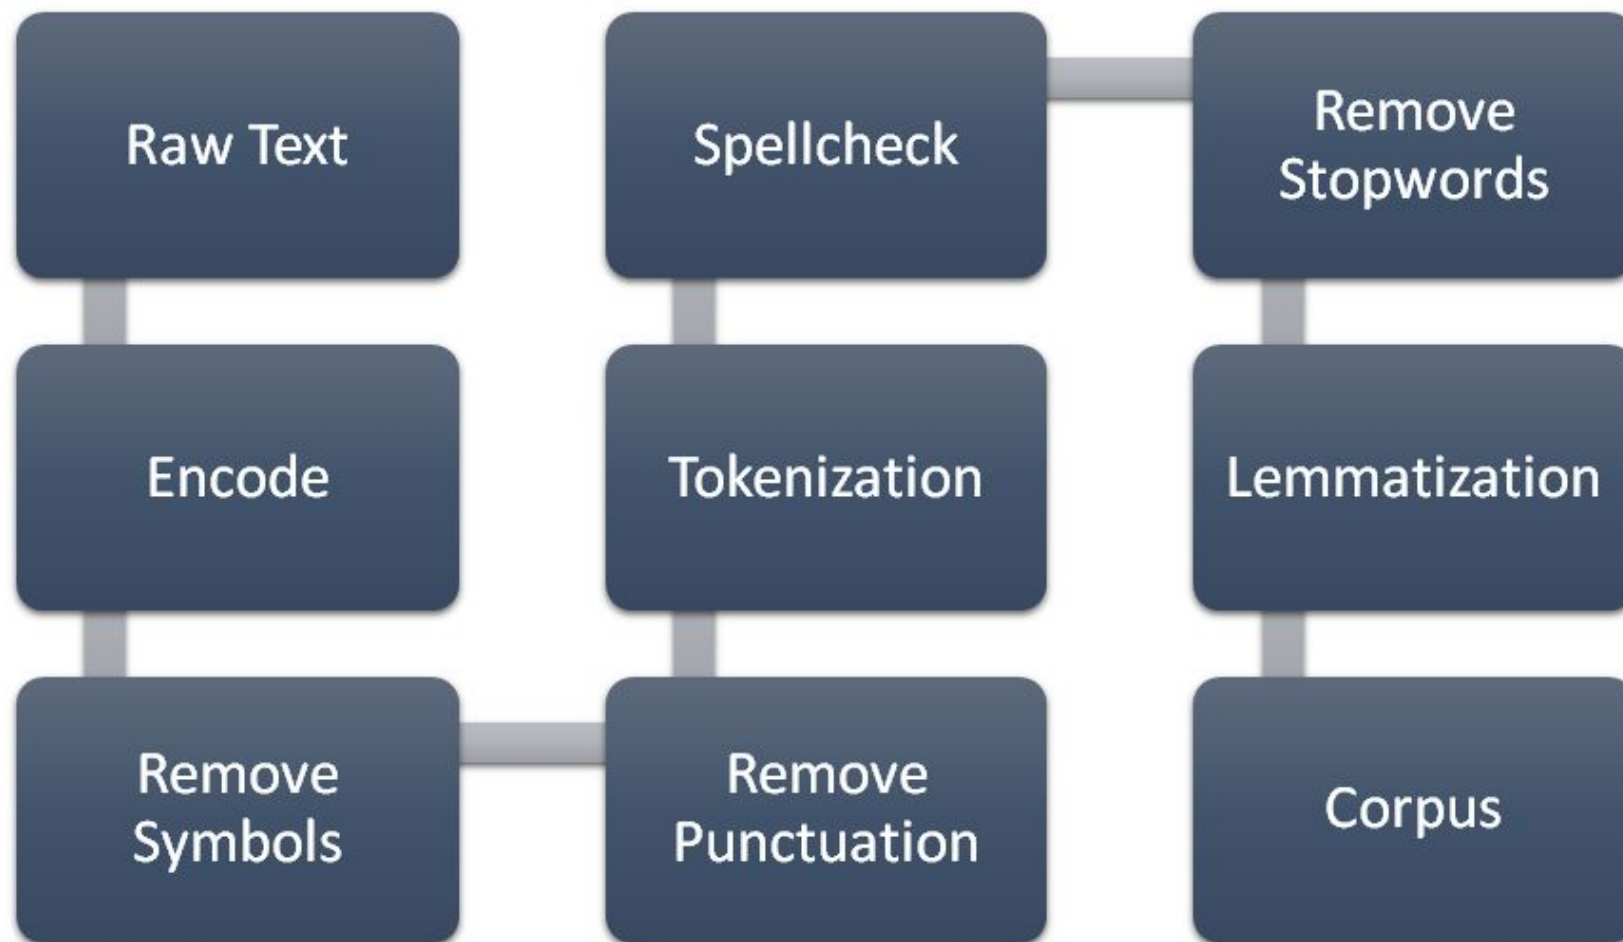 Raw Text
Encode
Remove
Symbols
Remove
Punctuation
Tokenization
Spellcheck
Remove
Stopwords
Lemmatization
Corpus